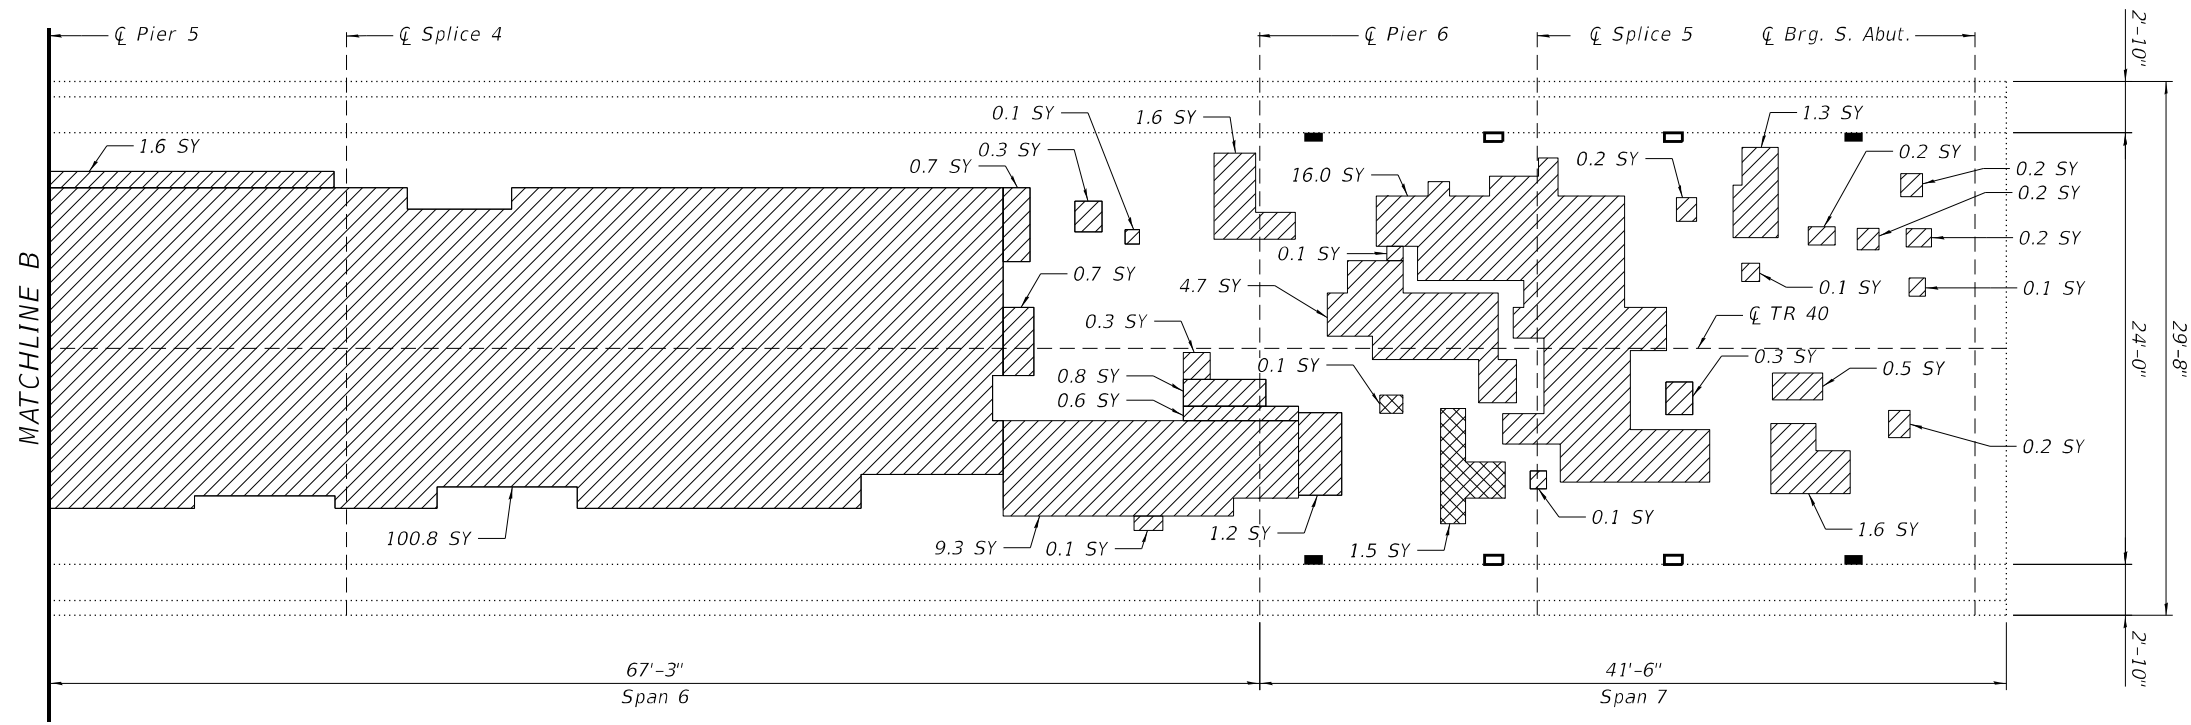 ℄ Pier 5
℄ Splice 4
℄ Pier 6
℄ Splice 5
℄ Brg. S. Abut.
2'-10"
0.1 SY
1.6 SY
1.3 SY
1.6 SY
0.3 SY
0.2 SY
0.2 SY
0.7 SY
16.0 SY
0.2 SY
0.2 SY
0.2 SY
0.1 SY
0.7 SY
4.7 SY
0.1 SY
0.1 SY
℄ TR 40
MATCHLINE B
0.3 SY
0.3 SY
24'-0"
29'-8"
0.1 SY
0.8 SY
0.5 SY
0.6 SY
0.2 SY
0.1 SY
100.8 SY
1.2 SY
1.6 SY
9.3 SY
0.1 SY
1.5 SY
67'-3"
Span 6
41'-6"
Span 7
2'-10"